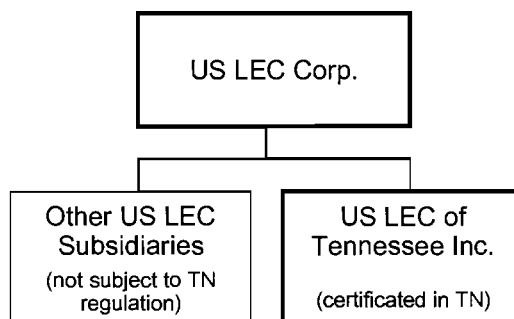 US LEC Corp.
Other US LEC
Subsidiaries
(not subject to TN
regulation)
US LEC of
Tennessee Inc.
(certificated in TN)